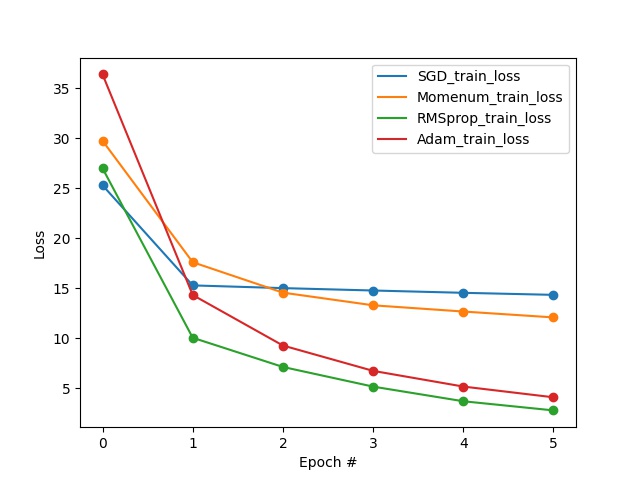 SGD_train_loss
Momenum_train_loss
RMSprop_train_loss
Adam_train_loss
35
30
25
20
15
10
5
Loss
0 1 2 3 4 5
Epoch #